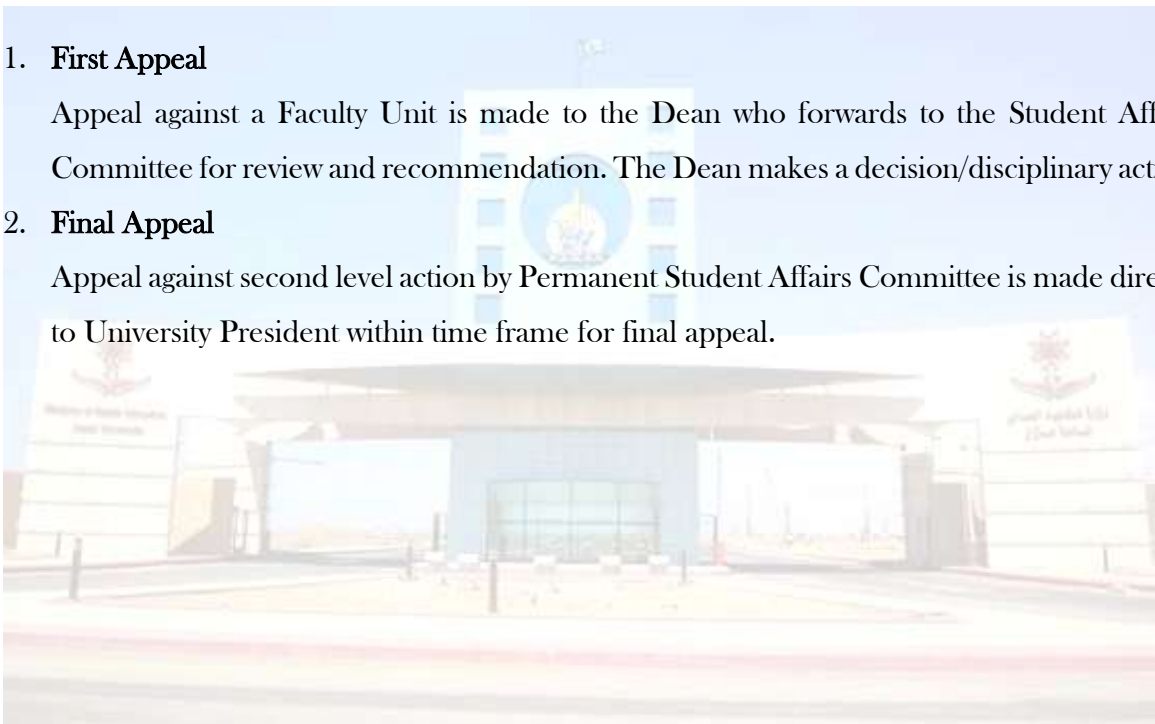 1. First Appeal
Appeal against a Faculty Unit is made to the Dean who forwards to the Student Aff
Committee for review and recommendation. The Dean makes a decision/disciplinary act
2. Final Appeal
Appeal against second level action by Permanent Student Affairs Committee is made dire
to University President within time frame for final appeal.